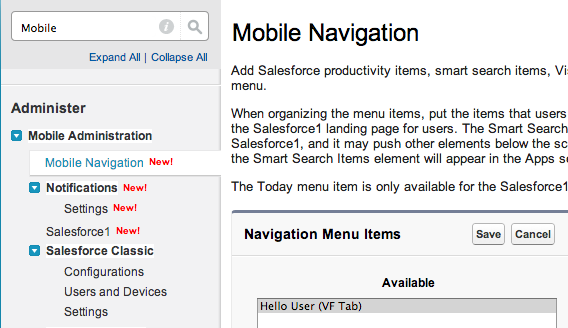 Mobile
Expand All | Collapse All
Administer
Mobile Administration
Mobile Navigation New!
Notifications New!
Settings New!
Salesforce1 New!
Salesforce Classic
Configurations
Users and Devices
Settings
Mobile Navigation
Add Salesforce productivity items, smart search items,
menu.
When organizing the menu items, put the items that users
the Salesforce1 landing page for users. The Smart Search
Salesforce1, and it may push other elements below the
the Smart Search Items element will appear in the Apps
The Today menu item is only available for the Salesforce1
Navigation Menu Items Save Cancel
Available
Hello User (VF Tab)